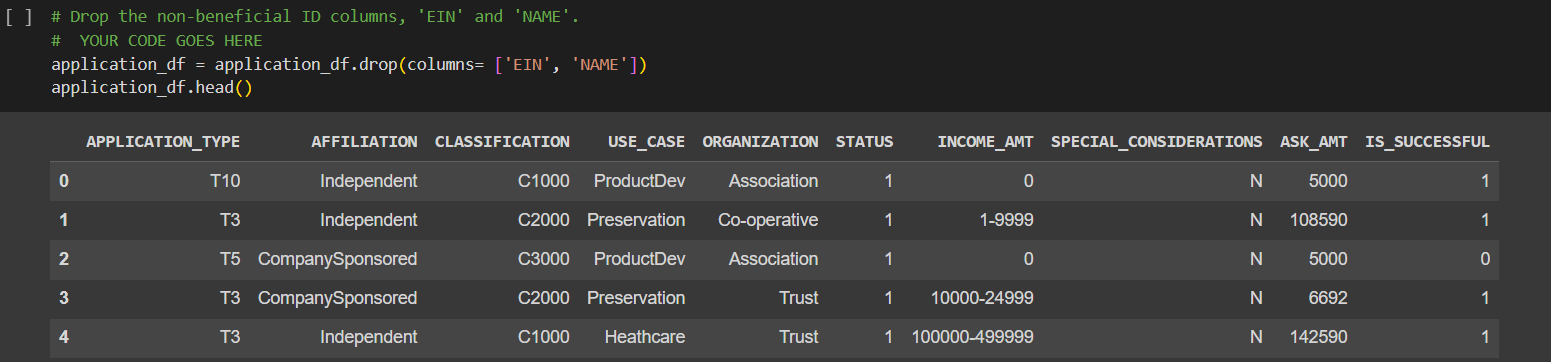 [ ] # Drop the non-beneficial ID columns, 'EIN' and 'NAME'.
#  YOUR CODE GOES HERE
application_df = application_df.drop(columns= ['EIN', 'NAME'])
application_df.head()
APPLICATION_TYPE AFFILIATION CLASSIFICATION USE_CASE ORGANIZATION STATUS INCOME_AMT SPECIAL_CONSIDERATIONS ASK_AMT IS_SUCCESSFUL
0 T10 Independent C1000 ProductDev Association 1 0 N 5000 1
1 T3 Independent C2000 Preservation Co-operative 1 1-9999 N 108590 1
2 T5 CompanySponsored C3000 ProductDev Association 1 0 N 5000 0
3 T3 CompanySponsored C2000 Preservation Trust 1 10000-24999 N 6692 1
4 T3 Independent C1000 Heathcare Trust 1 100000-499999 N 142590 1